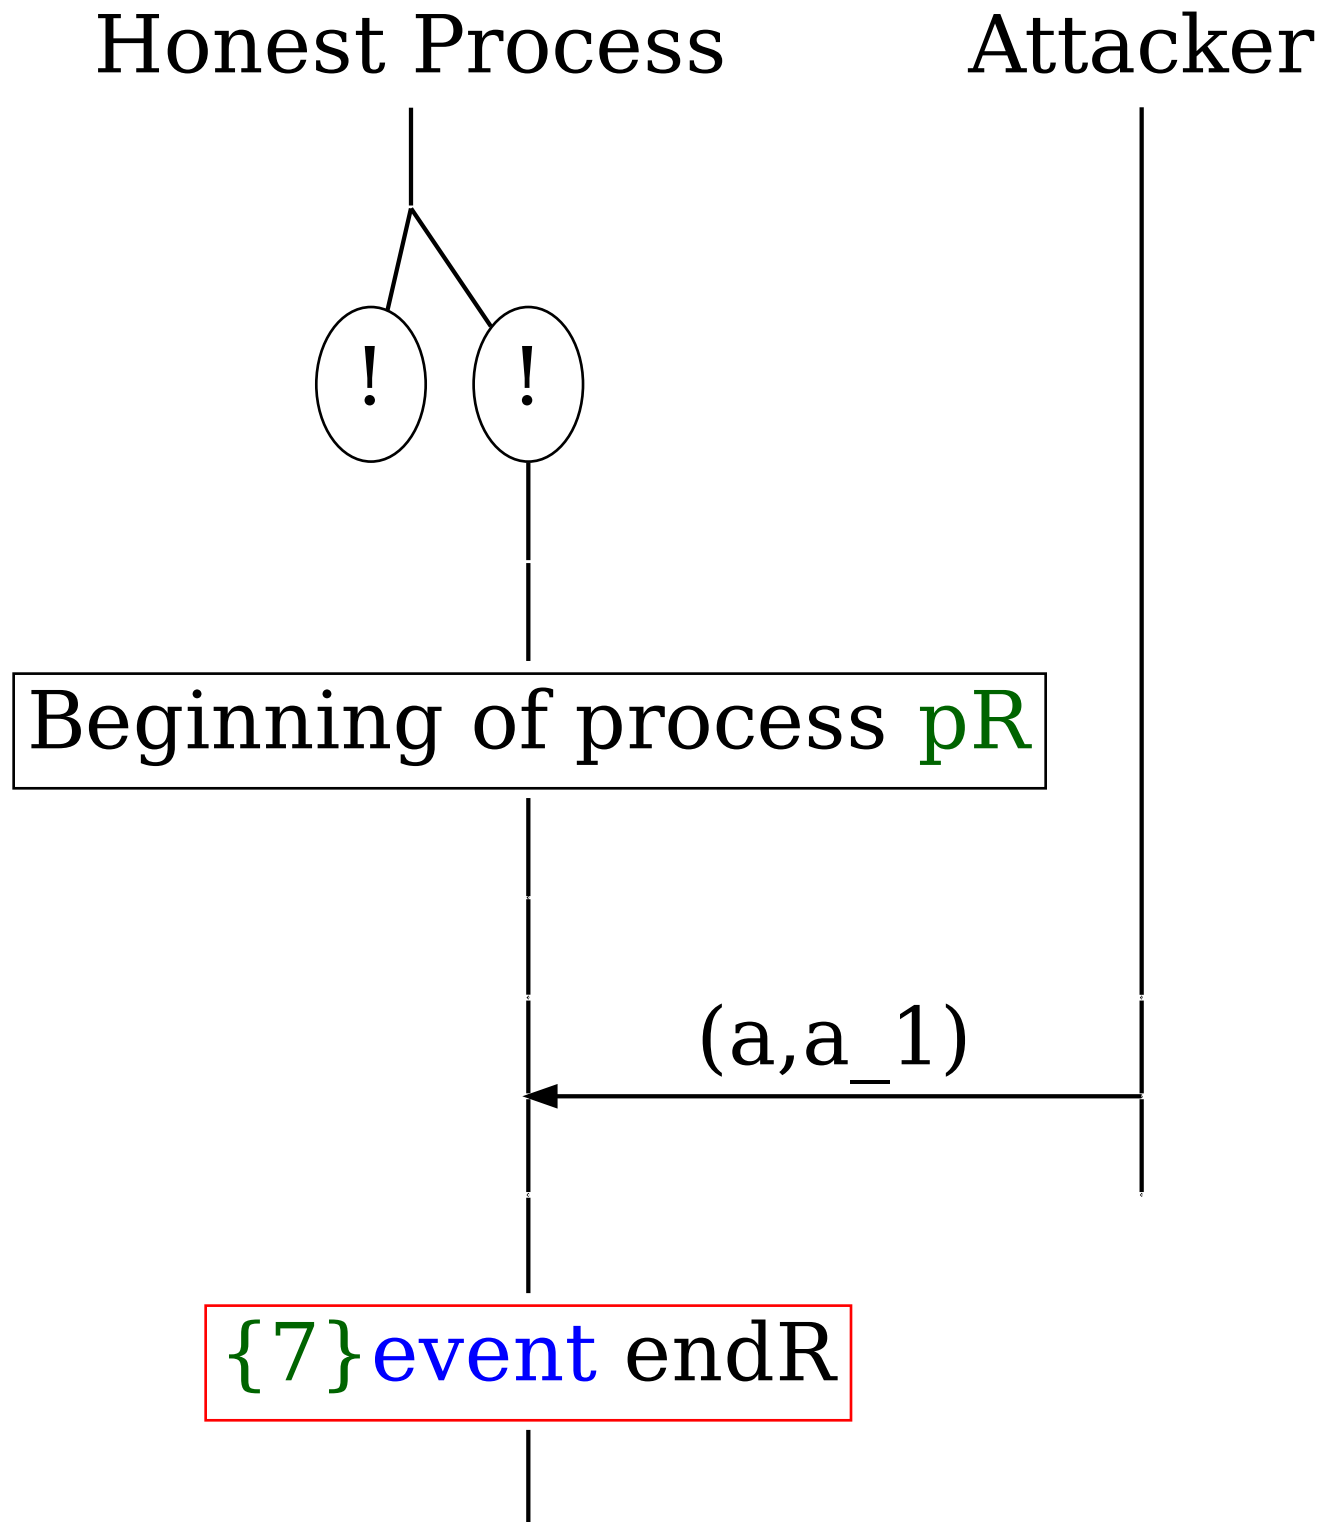 Honest Process
Attacker
! !
Beginning of process pR
(a,a_1)
{7}event endR